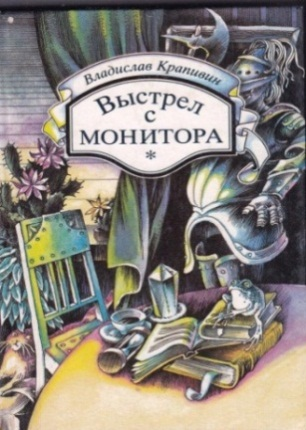 Владислав Крапивин
Выстрел
с
МОНИТОРА
*